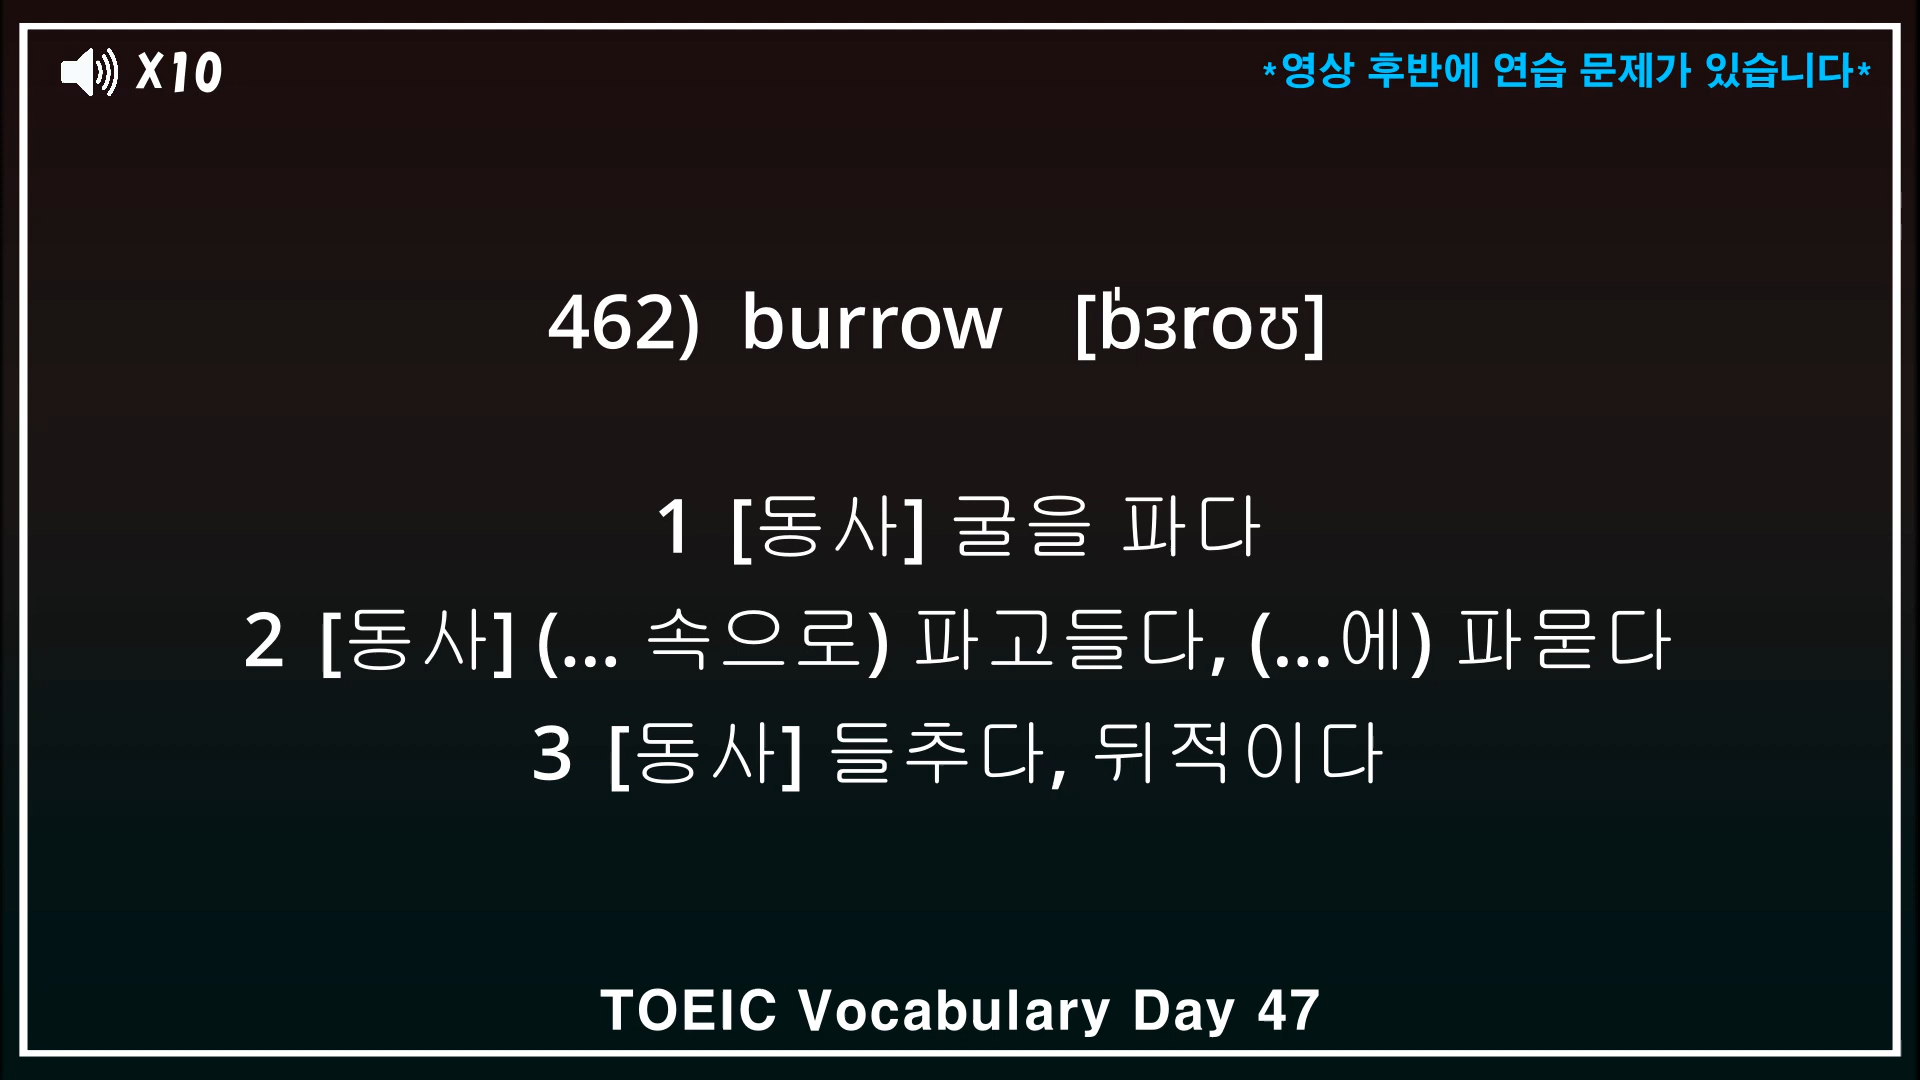 X10
*영상 후반에 연습 문제가 있습니다*
462) burrow [b'ɜroʊ]
1 [동사] 굴을 파다
2 [동사] (... 속으로) 파고들다, (...에) 파묻다
3 [동사] 들추다, 뒤적이다
TOEIC Vocabulary Day 47